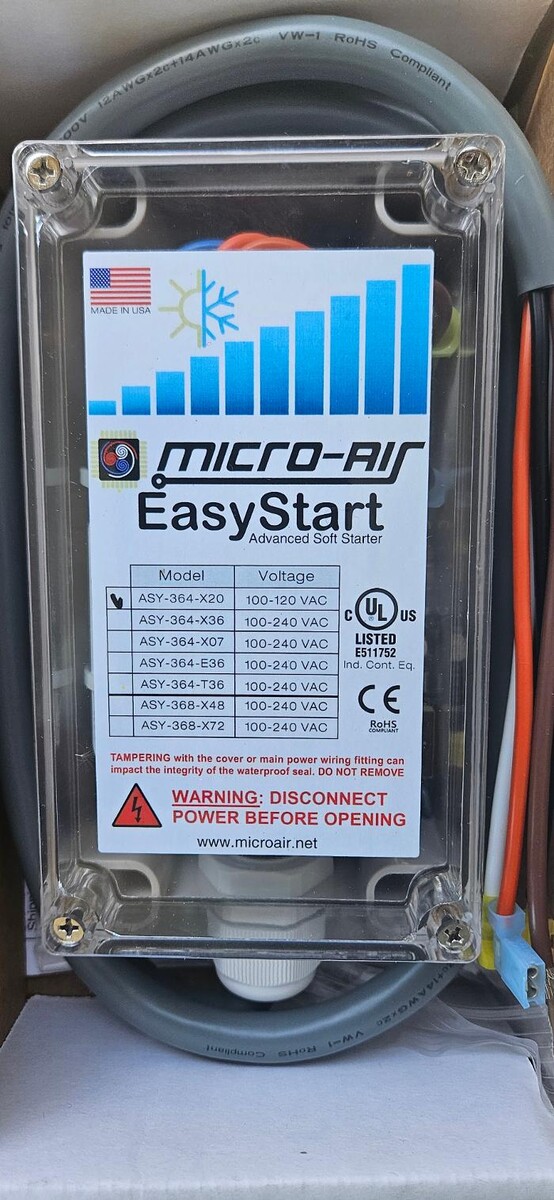 12AWGx2c+14AWGx2c VW-1 RoHS Compliant
MADE IN USA
MICRO-AIR
EasyStart
Advanced Soft Starter
Model Voltage
ASY-364-X20 100-120 VAC
ASY-364-X36 100-240 VAC
ASY-364-X07 100-240 VAC
ASY-364-E36 100-240 VAC
ASY-364-T36 100-240 VAC
ASY-368-X48 100-240 VAC
ASY-368-X72 100-240 VAC
C UL US
LISTED
E511752
Ind. Cont. Eq.
CE
RoHS
COMPLIANT
TAMPERING with the cover or main power wiring fitting can
impact the integrity of the waterproof seal. DO NOT REMOVE
WARNING: DISCONNECT
POWER BEFORE OPENING
www.microair.net
c+14AWGx2c VW-1 RoHS Compliant